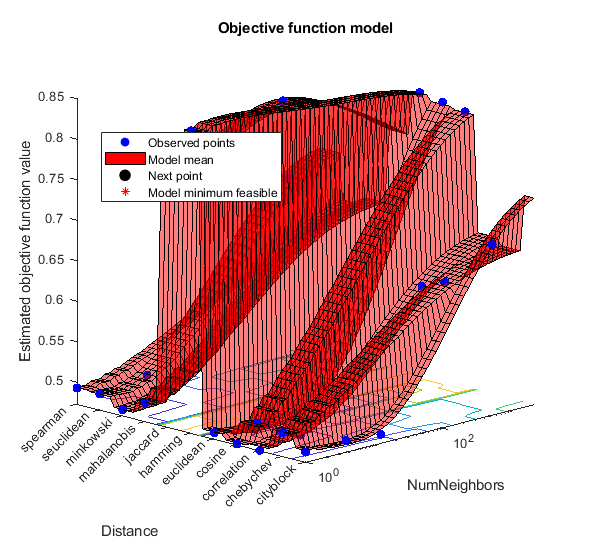 Objective function model
0.85
0.8
0.75
0.7
0.65
0.6
0.55
0.5
Estimated objective function value
Observed points
Model mean
Next point
Model minimum feasible
spearman
seuclidean
minkowski
mahalanobis
jaccard
hamming
euclidean
cosine
correlation
chebychev
cityblock
10^0
10^2
NumNeighbors
Distance